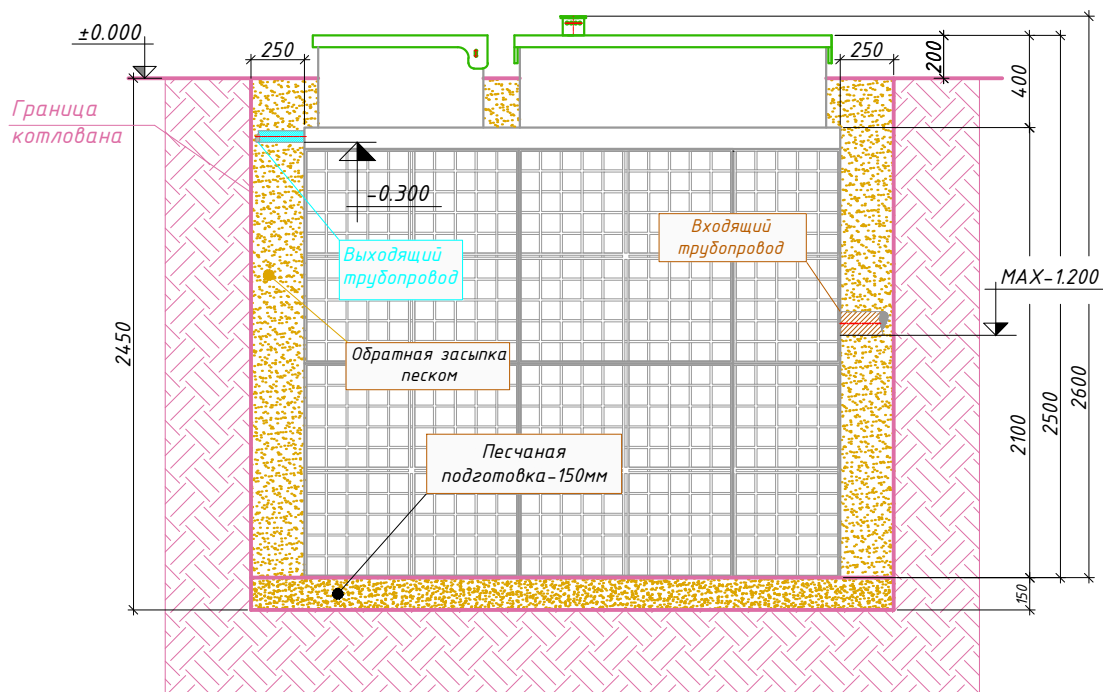 ±0.000
250
250
200
400
Граница
котлована
-0.300
Выходящий
трубопровод
Входящий
трубопровод
MAX-1.200
2450
Обратная засыпка
песком
Песчаная
подготовка-150мм
2100
2500
2600
150